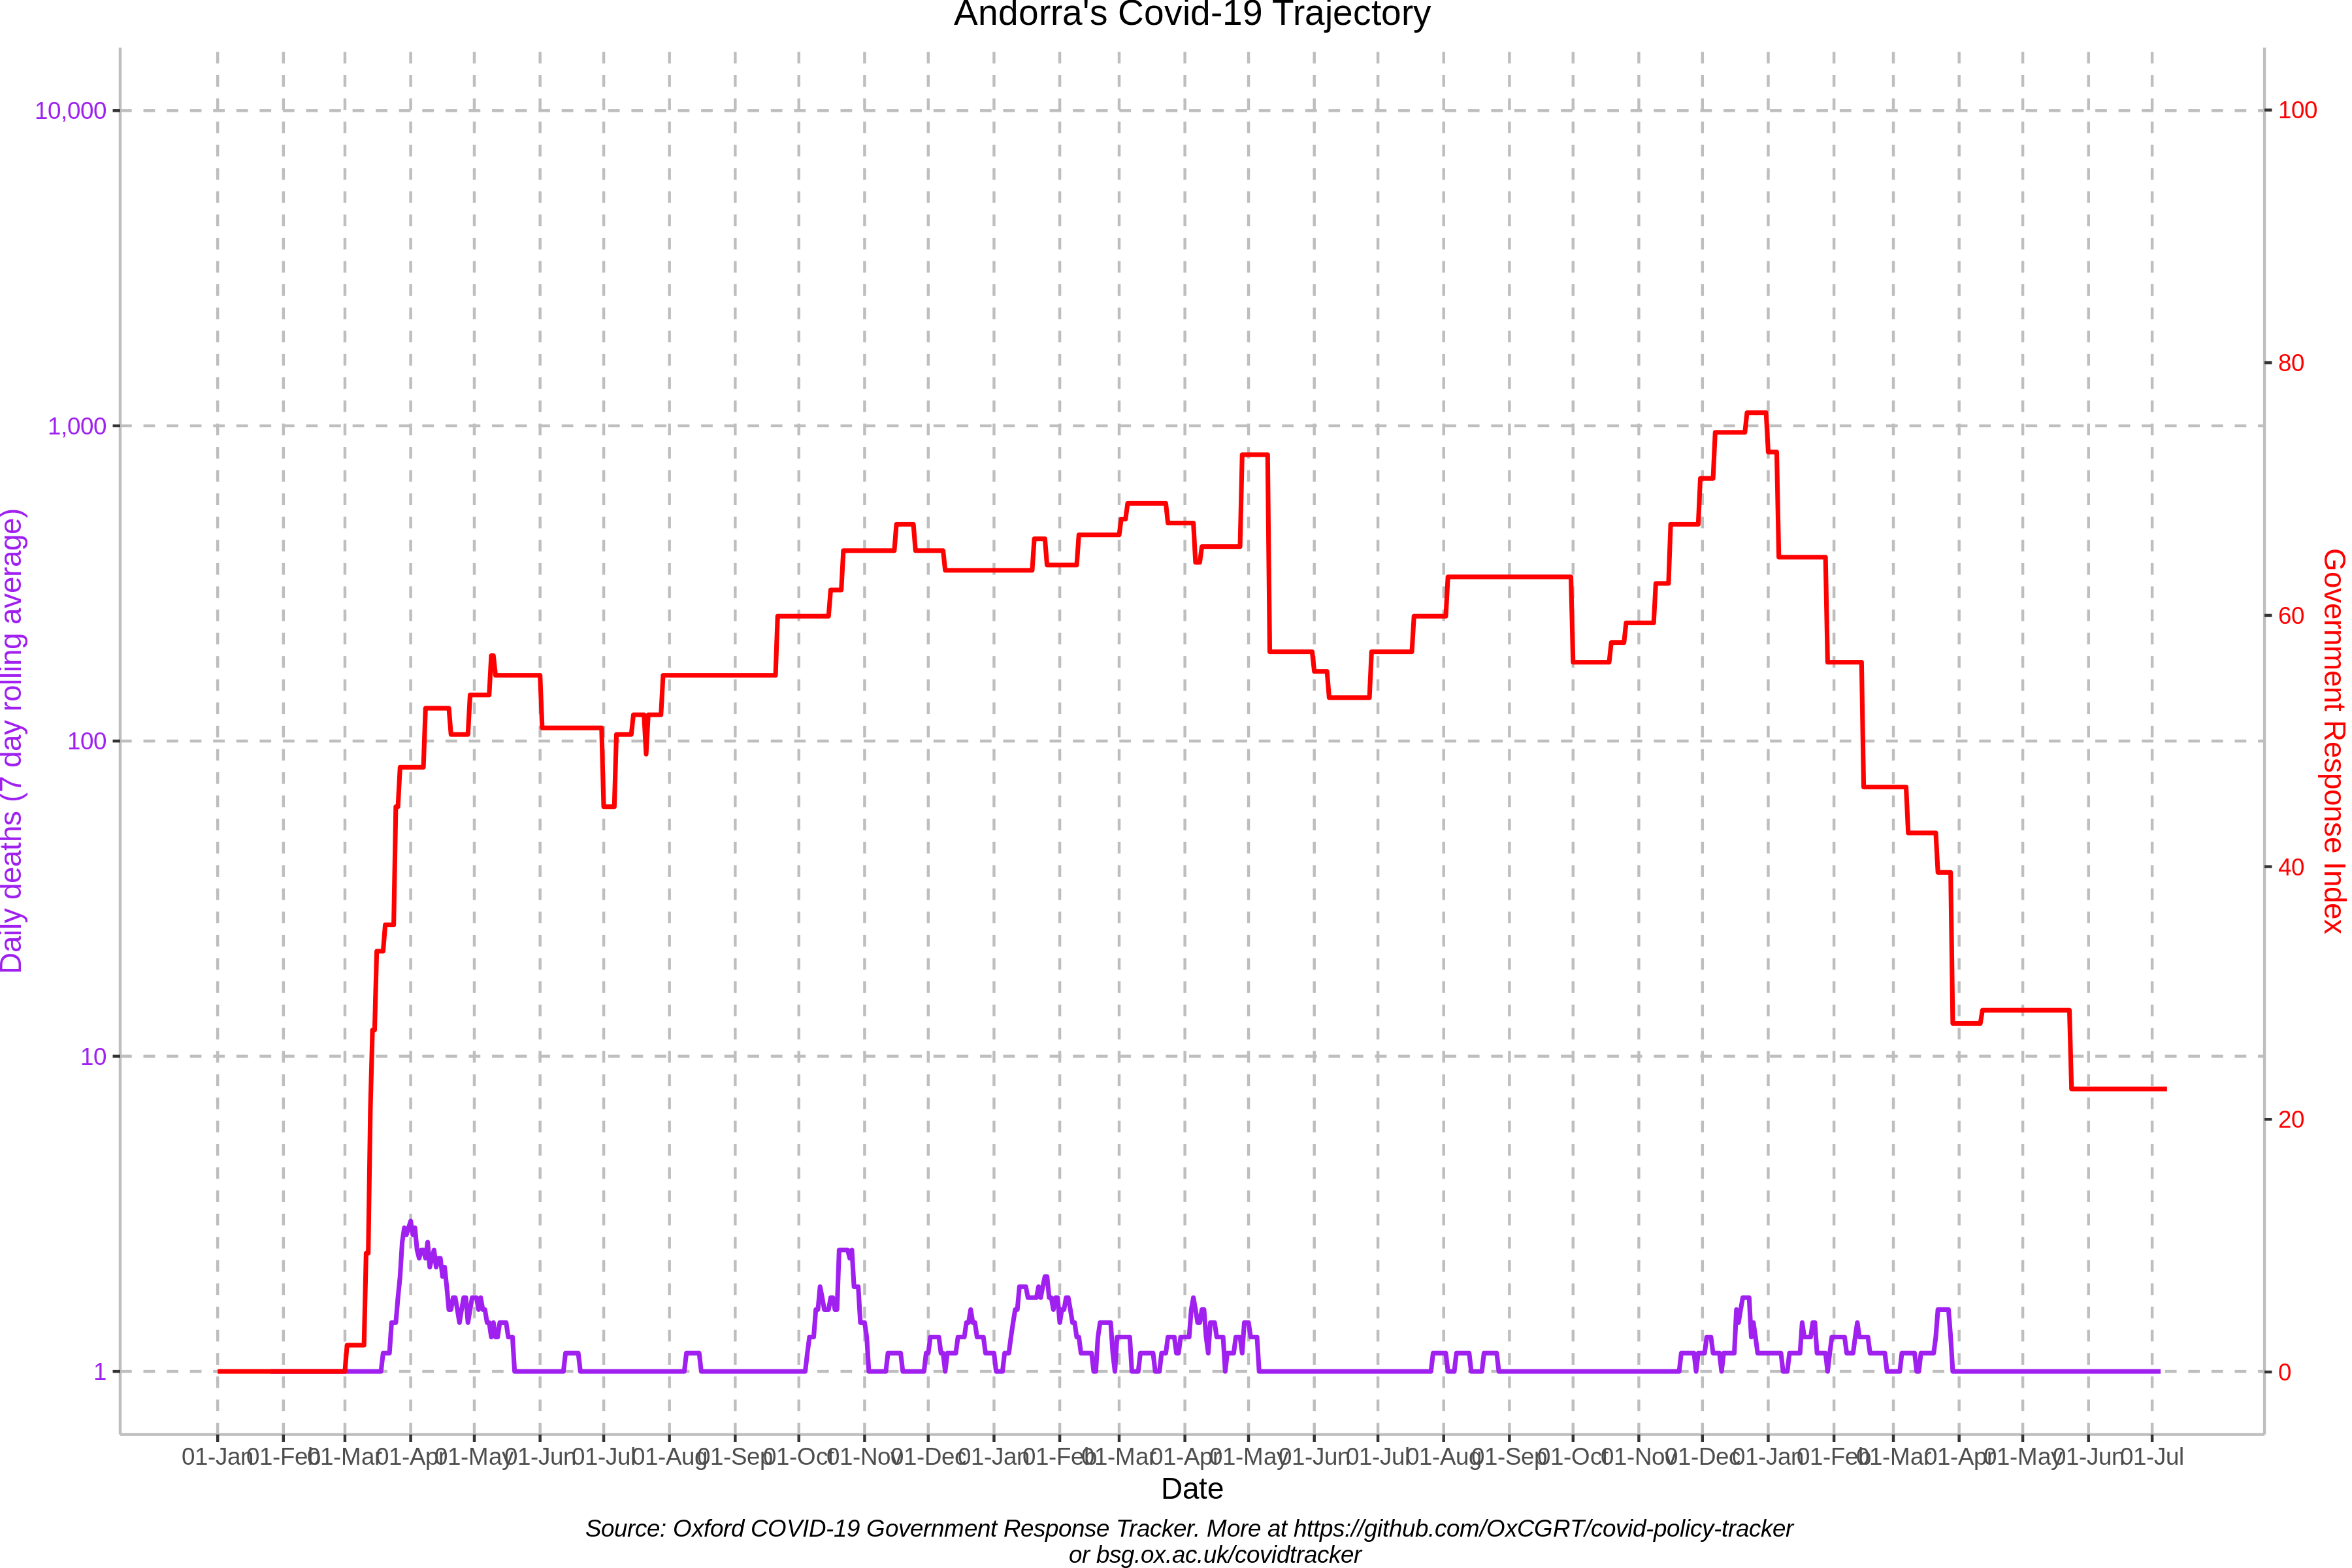 Andorra's Covid-19 Trajectory
10,000
1,000
100
10
1
Daily deaths (7 day rolling average)
100
80
60
40
20
0
Government Response Index
01-Jan 01-Feb 01-Mar 01-Apr 01-May 01-Jun 01-Jul 01-Aug 01-Sep 01-Oct 01-Nov 01-Dec 01-Jan 01-Feb 01-Mar 01-Apr 01-May 01-Jun 01-Jul 01-Aug 01-Sep 01-Oct 01-Nov 01-Dec 01-Jan 01-Feb 01-Mar 01-Apr 01-May 01-Jun 01-Jul
Date
Source: Oxford COVID-19 Government Response Tracker. More at https://github.com/OxCGRT/covid-policy-tracker
or bsg.ox.ac.uk/covidtracker